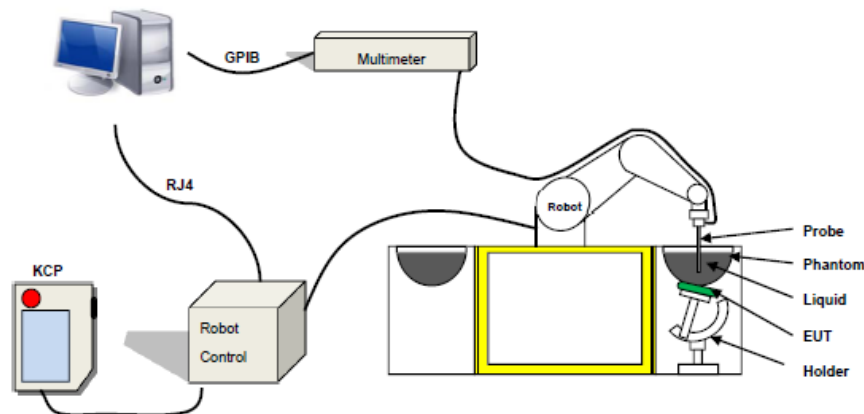 GPIB
Multimeter
RJ4
Robot
KCP
Robot
Control
Probe
Phantom
Liquid
EUT
Holder